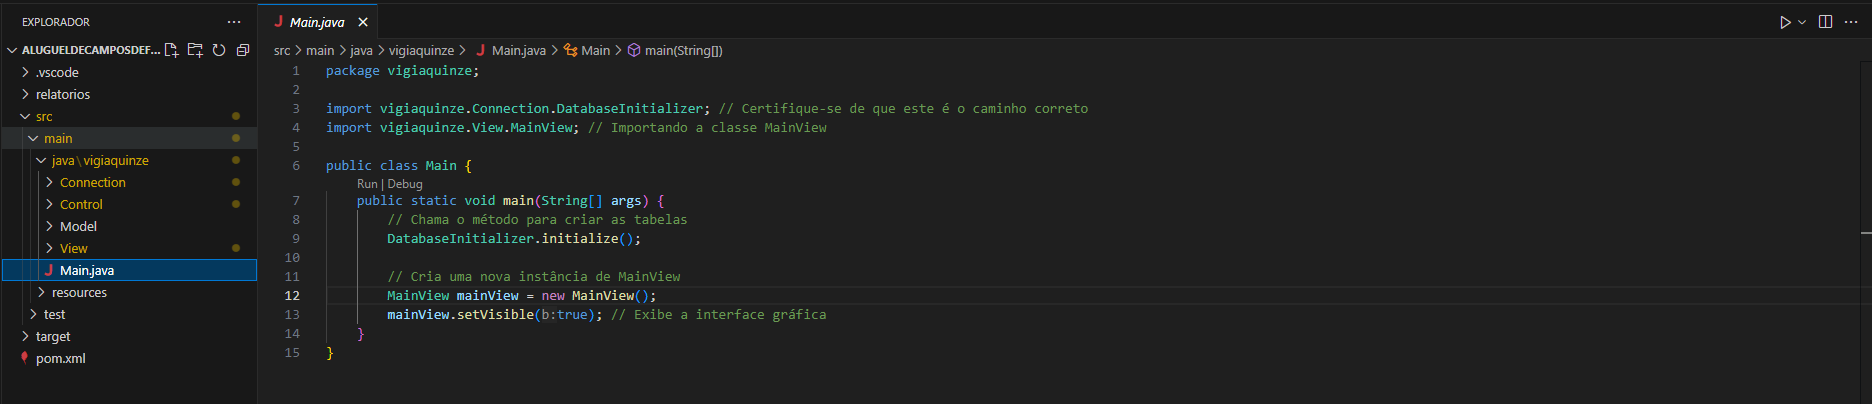 EXPLORADOR
ALUGUELDECAMPOSDEF...
.vscode
relatorios
src
main
java\vigiaquinze
Connection
Control
Model
View
Main.java
resources
test
target
pom.xml
Main.java
src > main > java > vigiaquinze > Main.java > Main > main(String[])
1 package vigiaquinze;
2
3 import vigiaquinze.Connection.DatabaseInitializer; // Certifique-se de que este é o caminho correto
4 import vigiaquinze.View.MainView; // Importando a classe MainView
5
6 public class Main {
Run | Debug
7 public static void main(String[] args) {
8 // Chama o método para criar as tabelas
9 DatabaseInitializer.initialize();
10
11 // Cria uma nova instância de MainView
12 MainView mainView = new MainView();
13 mainView.setVisible(b:true); // Exibe a interface gráfica
14 }
15 }